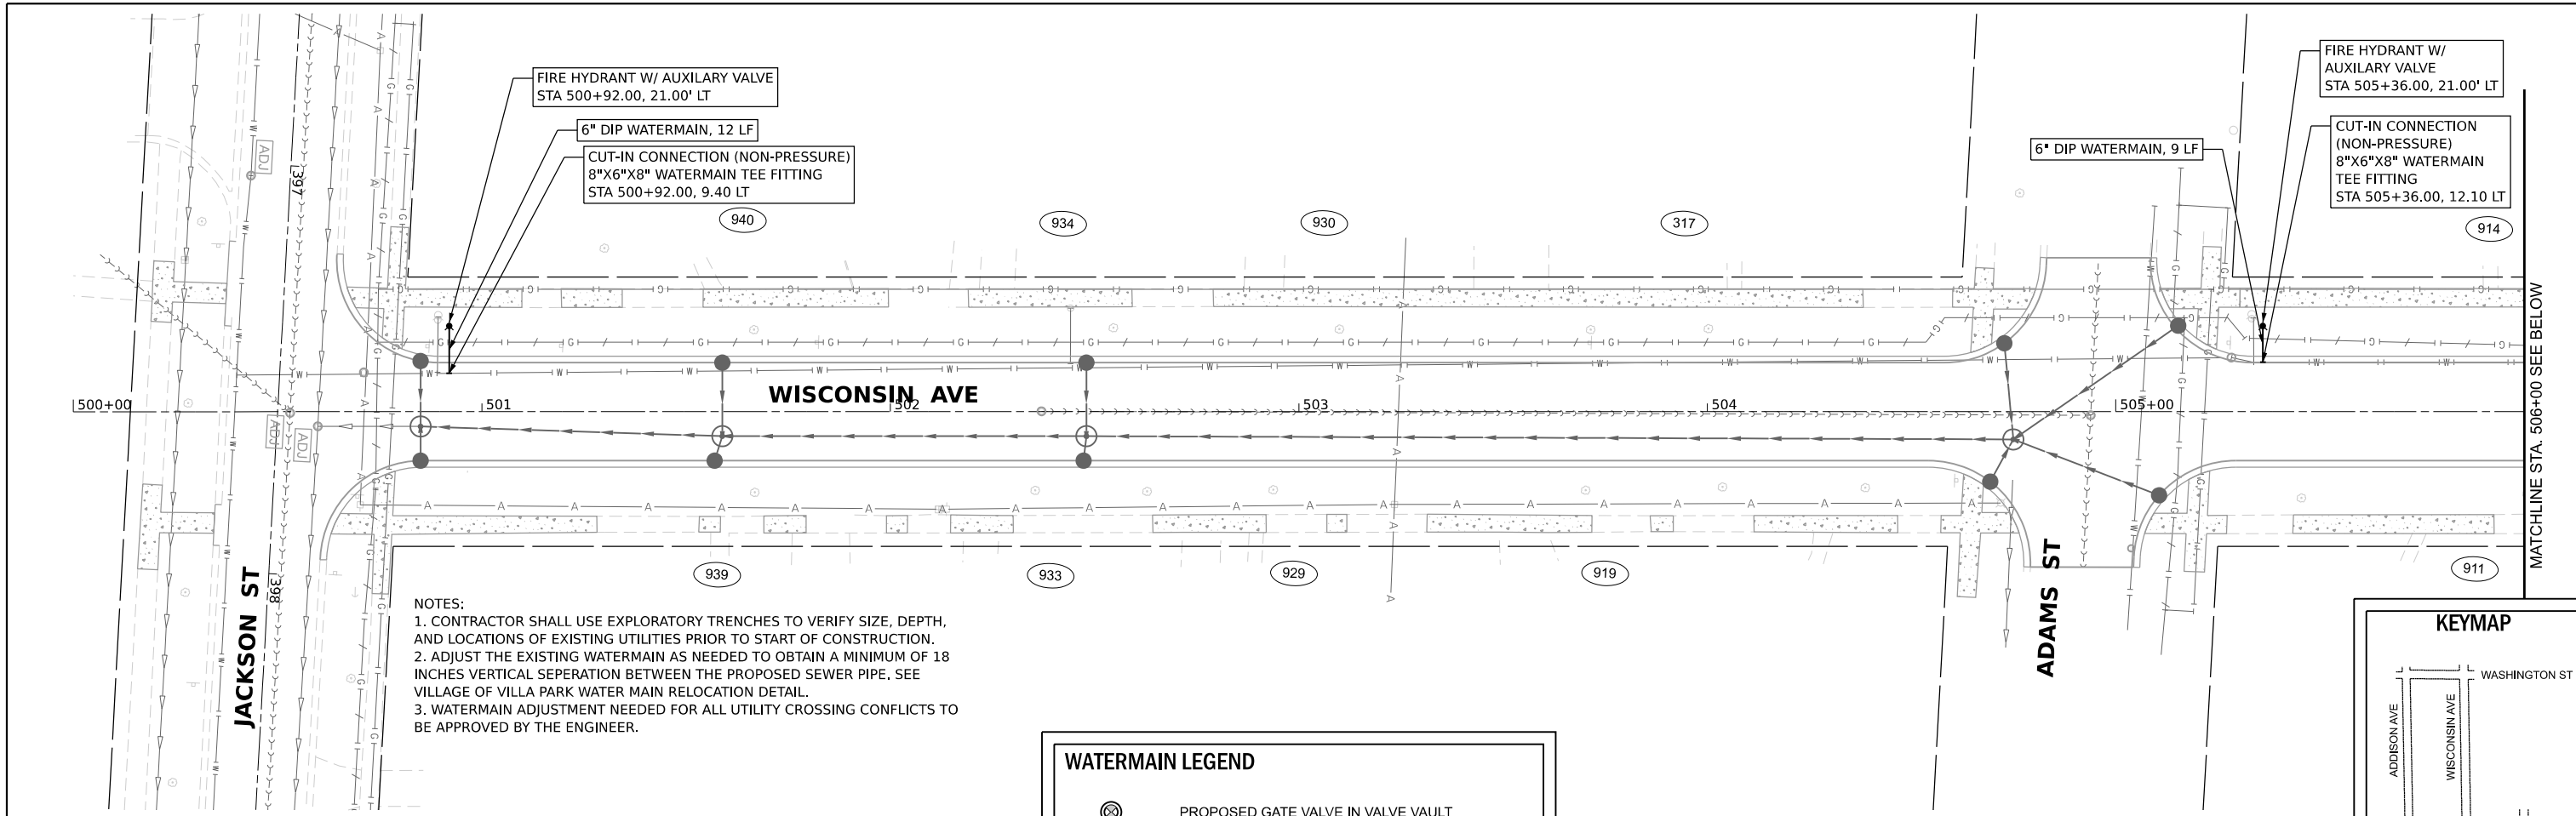 FIRE HYDRANT W/ AUXILARY VALVE
STA 500+92.00, 21.00' LT
6" DIP WATERMAIN, 12 LF
CUT-IN CONNECTION (NON-PRESSURE)
8"X6"X8" WATERMAIN TEE FITTING
STA 500+92.00, 9.40 LT
FIRE HYDRANT W/
AUXILARY VALVE
STA 505+36.00, 21.00' LT
6" DIP WATERMAIN, 9 LF
CUT-IN CONNECTION
(NON-PRESSURE)
8"X6"X8" WATERMAIN
TEE FITTING
STA 505+36.00, 12.10 LT
940
934
930
317
914
ADJ
397
WISCONSIN AVE
500+00
501
502
503
504
505+00
ADJ
ADJ
MATCHLINE STA. 506+00 SEE BELOW
939
933
929
919
911
JACKSON ST
398
ADAMS ST
NOTES:
1. CONTRACTOR SHALL USE EXPLORATORY TRENCHES TO VERIFY SIZE, DEPTH,
AND LOCATIONS OF EXISTING UTILITIES PRIOR TO START OF CONSTRUCTION.
2. ADJUST THE EXISTING WATERMAIN AS NEEDED TO OBTAIN A MINIMUM OF 18
INCHES VERTICAL SEPERATION BETWEEN THE PROPOSED SEWER PIPE. SEE
VILLAGE OF VILLA PARK WATER MAIN RELOCATION DETAIL.
3. WATERMAIN ADJUSTMENT NEEDED FOR ALL UTILITY CROSSING CONFLICTS TO
BE APPROVED BY THE ENGINEER.
WATERMAIN LEGEND
PROPOSED GATE VALVE IN VALVE VAULT
KEYMAP
WASHINGTON ST
ADDISON AVE
WISCONSIN AVE